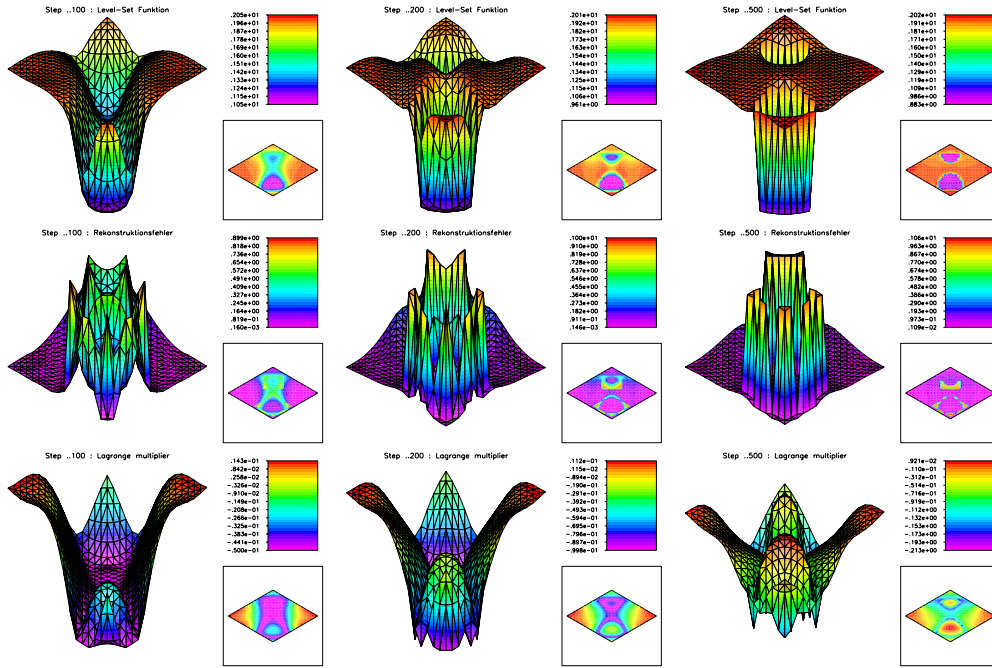 Step ..100 : Level-Set Funktion
.205e+01
.196e+01
.187e+01
.178e+01
.169e+01
.160e+01
.151e+01
.142e+01
.133e+01
.124e+01
.115e+01
.105e+01
Step ..200 : Level-Set Funktion
.201e+01
.192e+01
.182e+01
.173e+01
.163e+01
.153e+01
.144e+01
.134e+01
.125e+01
.115e+01
.106e+01
.961e+00
Step ..500 : Level-Set Funktion
.202e+01
.191e+01
.181e+01
.171e+01
.160e+01
.150e+01
.140e+01
.129e+01
.119e+01
.109e+01
.986e+00
.883e+00
Step ..100 : Rekonstruktionsfehler
.899e+00
.818e+00
.736e+00
.654e+00
.572e+00
.491e+00
.409e+00
.327e+00
.245e+00
.164e+00
.819e-01
.160e-03
Step ..200 : Rekonstruktionsfehler
.100e+01
.910e+00
.819e+00
.728e+00
.637e+00
.546e+00
.455e+00
.364e+00
.273e+00
.182e+00
.911e-01
.146e-03
Step ..500 : Rekonstruktionsfehler
.106e+01
.963e+00
.867e+00
.770e+00
.674e+00
.578e+00
.482e+00
.386e+00
.290e+00
.194e+00
.973e-01
.109e-02
Step ..100 : Lagrange multiplier
.143e-01
.842e-02
.258e-02
-.326e-02
-.910e-02
-.149e-01
-.208e-01
-.266e-01
-.325e-01
-.383e-01
-.441e-01
-.500e-01
Step ..200 : Lagrange multiplier
.112e-01
.115e-02
-.894e-02
-.190e-01
-.291e-01
-.392e-01
-.493e-01
-.594e-01
-.695e-01
-.796e-01
-.897e-01
-.998e-01
Step ..500 : Lagrange multiplier
.921e-02
-.110e-01
-.312e-01
-.514e-01
-.716e-01
-.919e-01
-.112e+00
-.132e+00
-.153e+00
-.173e+00
-.193e+00
-.213e+00